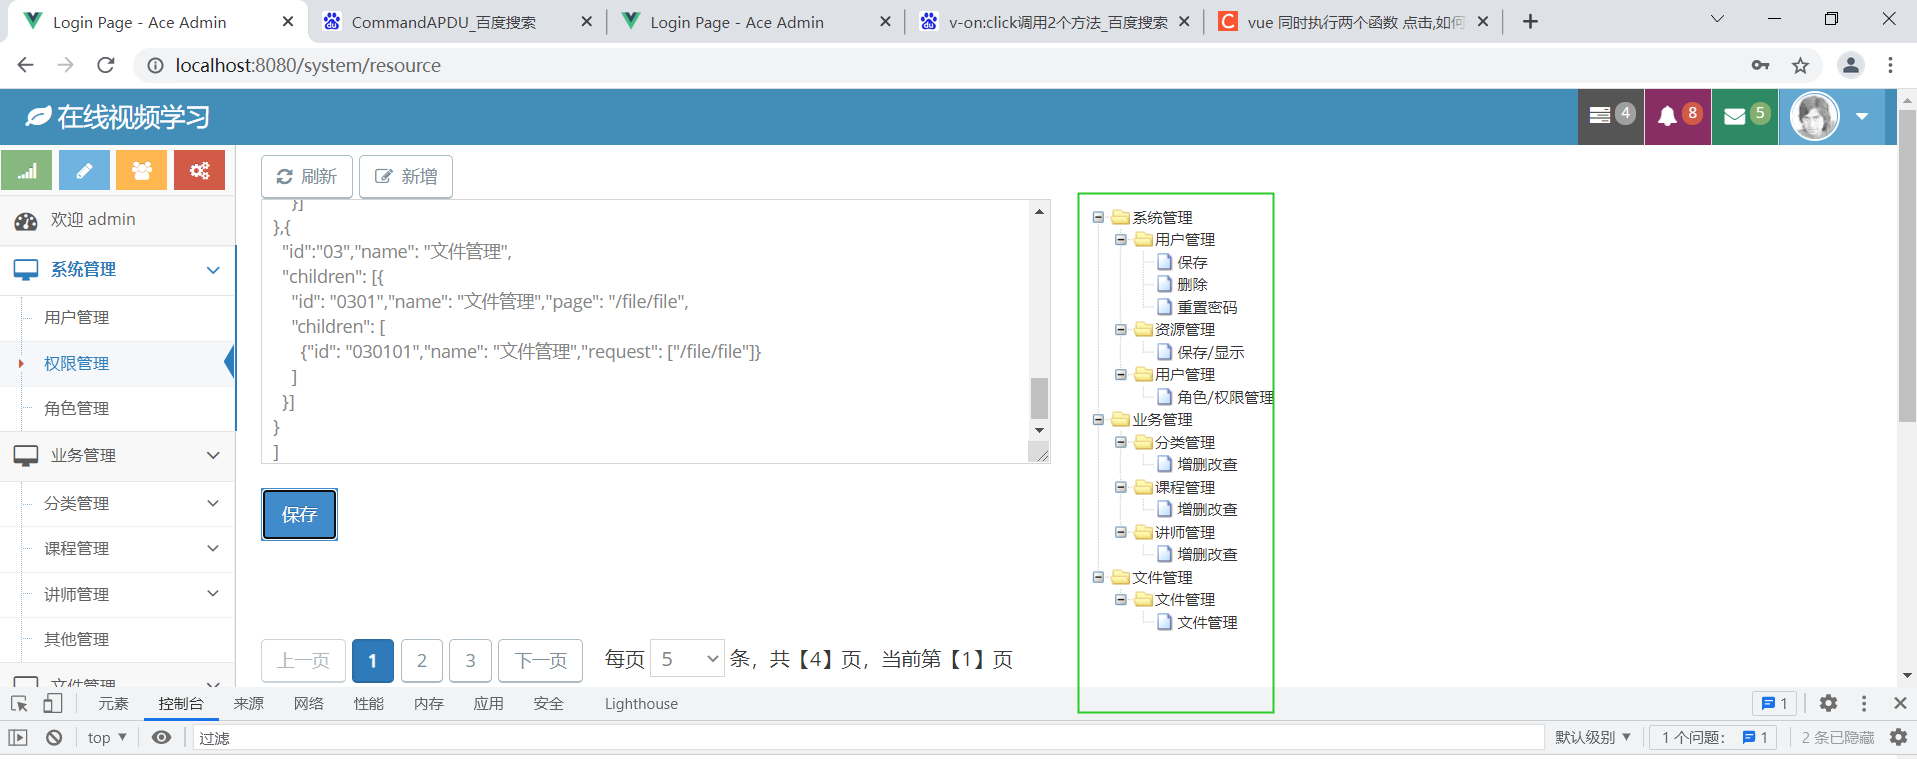 Login Page - Ace Admin
CommandAPDU_百度搜索
Login Page - Ace Admin
v-on:click调用2个方法_百度搜索
vue 同时执行两个函数 点击,如何
localhost:8080/system/resource
在线视频学习
4
8
5
欢迎 admin
系统管理
用户管理
权限管理
角色管理
业务管理
分类管理
课程管理
讲师管理
其他管理
文件管理
刷新
新增
}]
},{
"id":"03","name": "文件管理",
"children": [{
"id": "0301","name": "文件管理","page": "/file/file",
"children": [
{"id": "030101","name": "文件管理","request": ["/file/file"]}
]
}]
}
]
保存
上一页
1
2
3
下一页
每页 5 条，共【4】页，当前第【1】页
系统管理
用户管理
保存
删除
重置密码
资源管理
保存/显示
用户管理
角色/权限管理
业务管理
分类管理
增删改查
课程管理
增删改查
讲师管理
增删改查
文件管理
文件管理
文件管理
元素
控制台
来源
网络
性能
内存
应用
安全
Lighthouse
1
top
过滤
默认级别
1 个问题：
1
2 条已隐藏